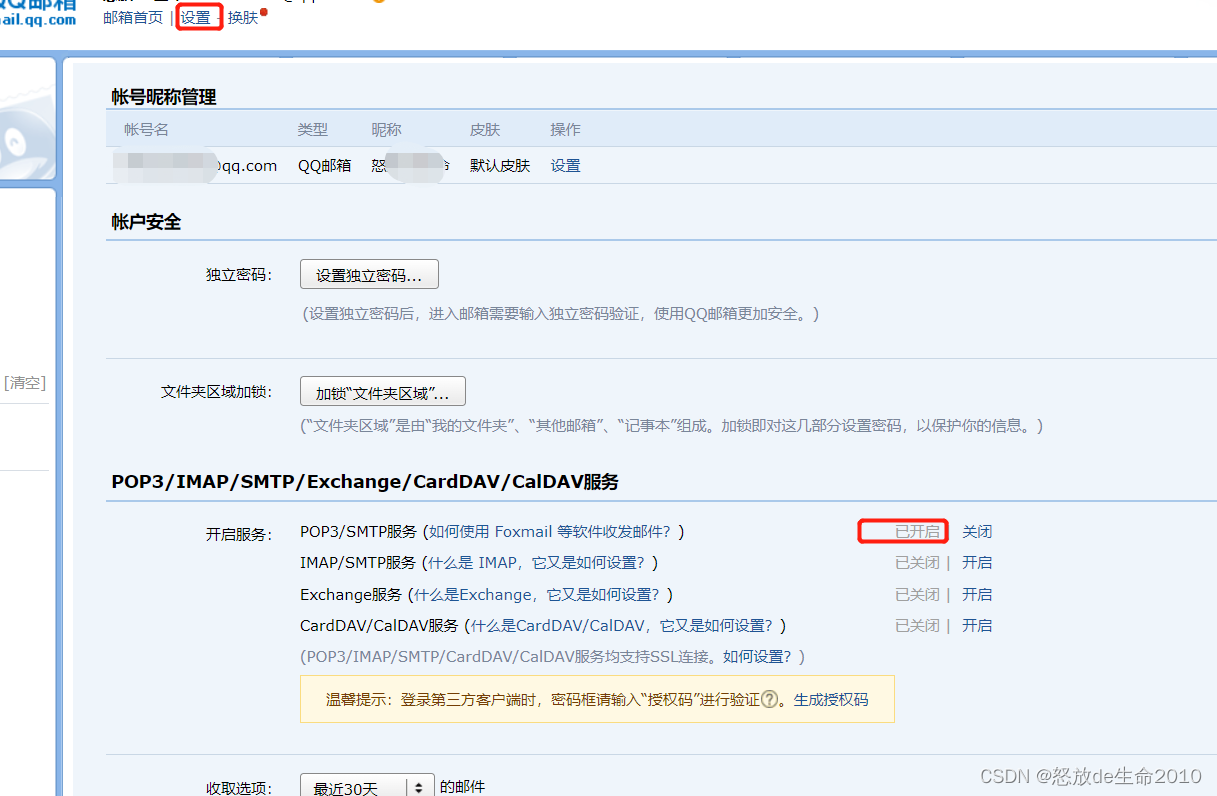 QQ邮箱
mail.qq.com
邮箱首页 | 设置 - 换肤
帐号昵称管理
帐号名 类型 昵称 皮肤 操作
@qq.com QQ邮箱 怒 默认皮肤 设置
帐户安全
独立密码： 设置独立密码...
(设置独立密码后，进入邮箱需要输入独立密码验证，使用QQ邮箱更加安全。)
[清空]
文件夹区域加锁： 加锁“文件夹区域”...
(“文件夹区域”是由“我的文件夹”、“其他邮箱”、“记事本”组成。加锁即对这几部分设置密码，以保护你的信息。)
POP3/IMAP/SMTP/Exchange/CardDAV/CalDAV服务
开启服务： POP3/SMTP服务 (如何使用 Foxmail 等软件收发邮件？) 已开启 关闭
IMAP/SMTP服务 (什么是 IMAP，它又是如何设置？) 已关闭 | 开启
Exchange服务 (什么是Exchange，它又是如何设置？) 已关闭 | 开启
CardDAV/CalDAV服务 (什么是CardDAV/CalDAV，它又是如何设置？) 已关闭 | 开启
(POP3/IMAP/SMTP/CardDAV/CalDAV服务均支持SSL连接。如何设置？)
温馨提示：登录第三方客户端时，密码框请输入“授权码”进行验证?。生成授权码
收取选项： 最近30天 的邮件
CSDN @怒放de生命2010